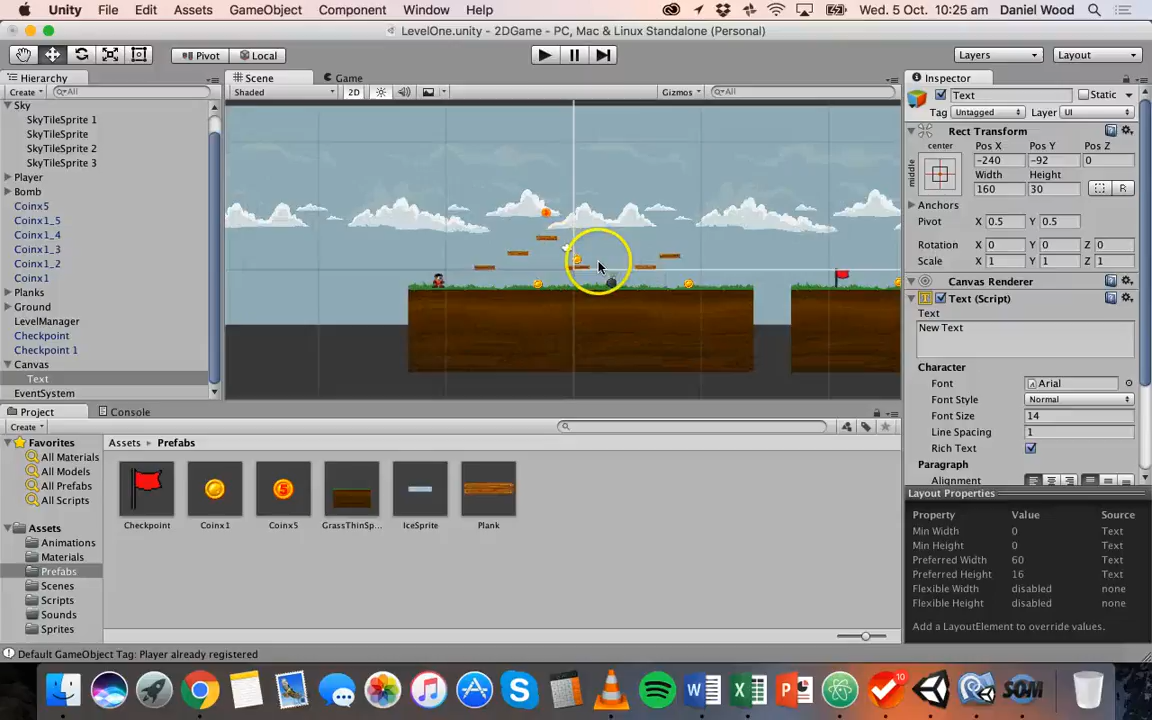 Unity File Edit Assets GameObject Component Window Help Wed. 5 Oct. 10:25 am Daniel Wood
LevelOne.unity - 2DGame - PC, Mac & Linux Standalone (Personal)
Pivot Local Layers Layout
Hierarchy Scene Game Inspector
Create All Shaded 2D Gizmos All
Text Static
Tag Untagged Layer UI
Sky
SkyTileSprite 1
SkyTileSprite
SkyTileSprite 2
SkyTileSprite 3
Player
Bomb
Coinx5
Coinx1_5
Coinx1_4
Coinx1_3
Coinx1_2
Coinx1
Planks
Ground
LevelManager
Checkpoint
Checkpoint 1
Canvas
Text
EventSystem
Rect Transform
center
middle
Pos X Pos Y Pos Z
-240 -92 0
Width Height
160 30
R
Anchors
Pivot X 0.5 Y 0.5
Rotation X 0 Y 0 Z 0
Scale X 1 Y 1 Z 1
Canvas Renderer
Text (Script)
Text
New Text
Character
Font Arial
Font Style Normal
Font Size 14
Line Spacing 1
Rich Text
Paragraph
Alignment
Layout Properties
Property Value Source
Min Width 0 Text
Min Height 0 Text
Preferred Width 60 Text
Preferred Height 16 Text
Flexible Width disabled none
Flexible Height disabled none
Add a LayoutElement to override values.
Project Console
Create
Favorites
All Materials
All Models
All Prefabs
All Scripts
Assets
Animations
Materials
Prefabs
Scenes
Scripts
Sounds
Sprites
Assets Prefabs
5
Checkpoint Coinx1 Coinx5 GrassThinSp... IceSprite Plank
Default GameObject Tag: Player already registered
10
SOM